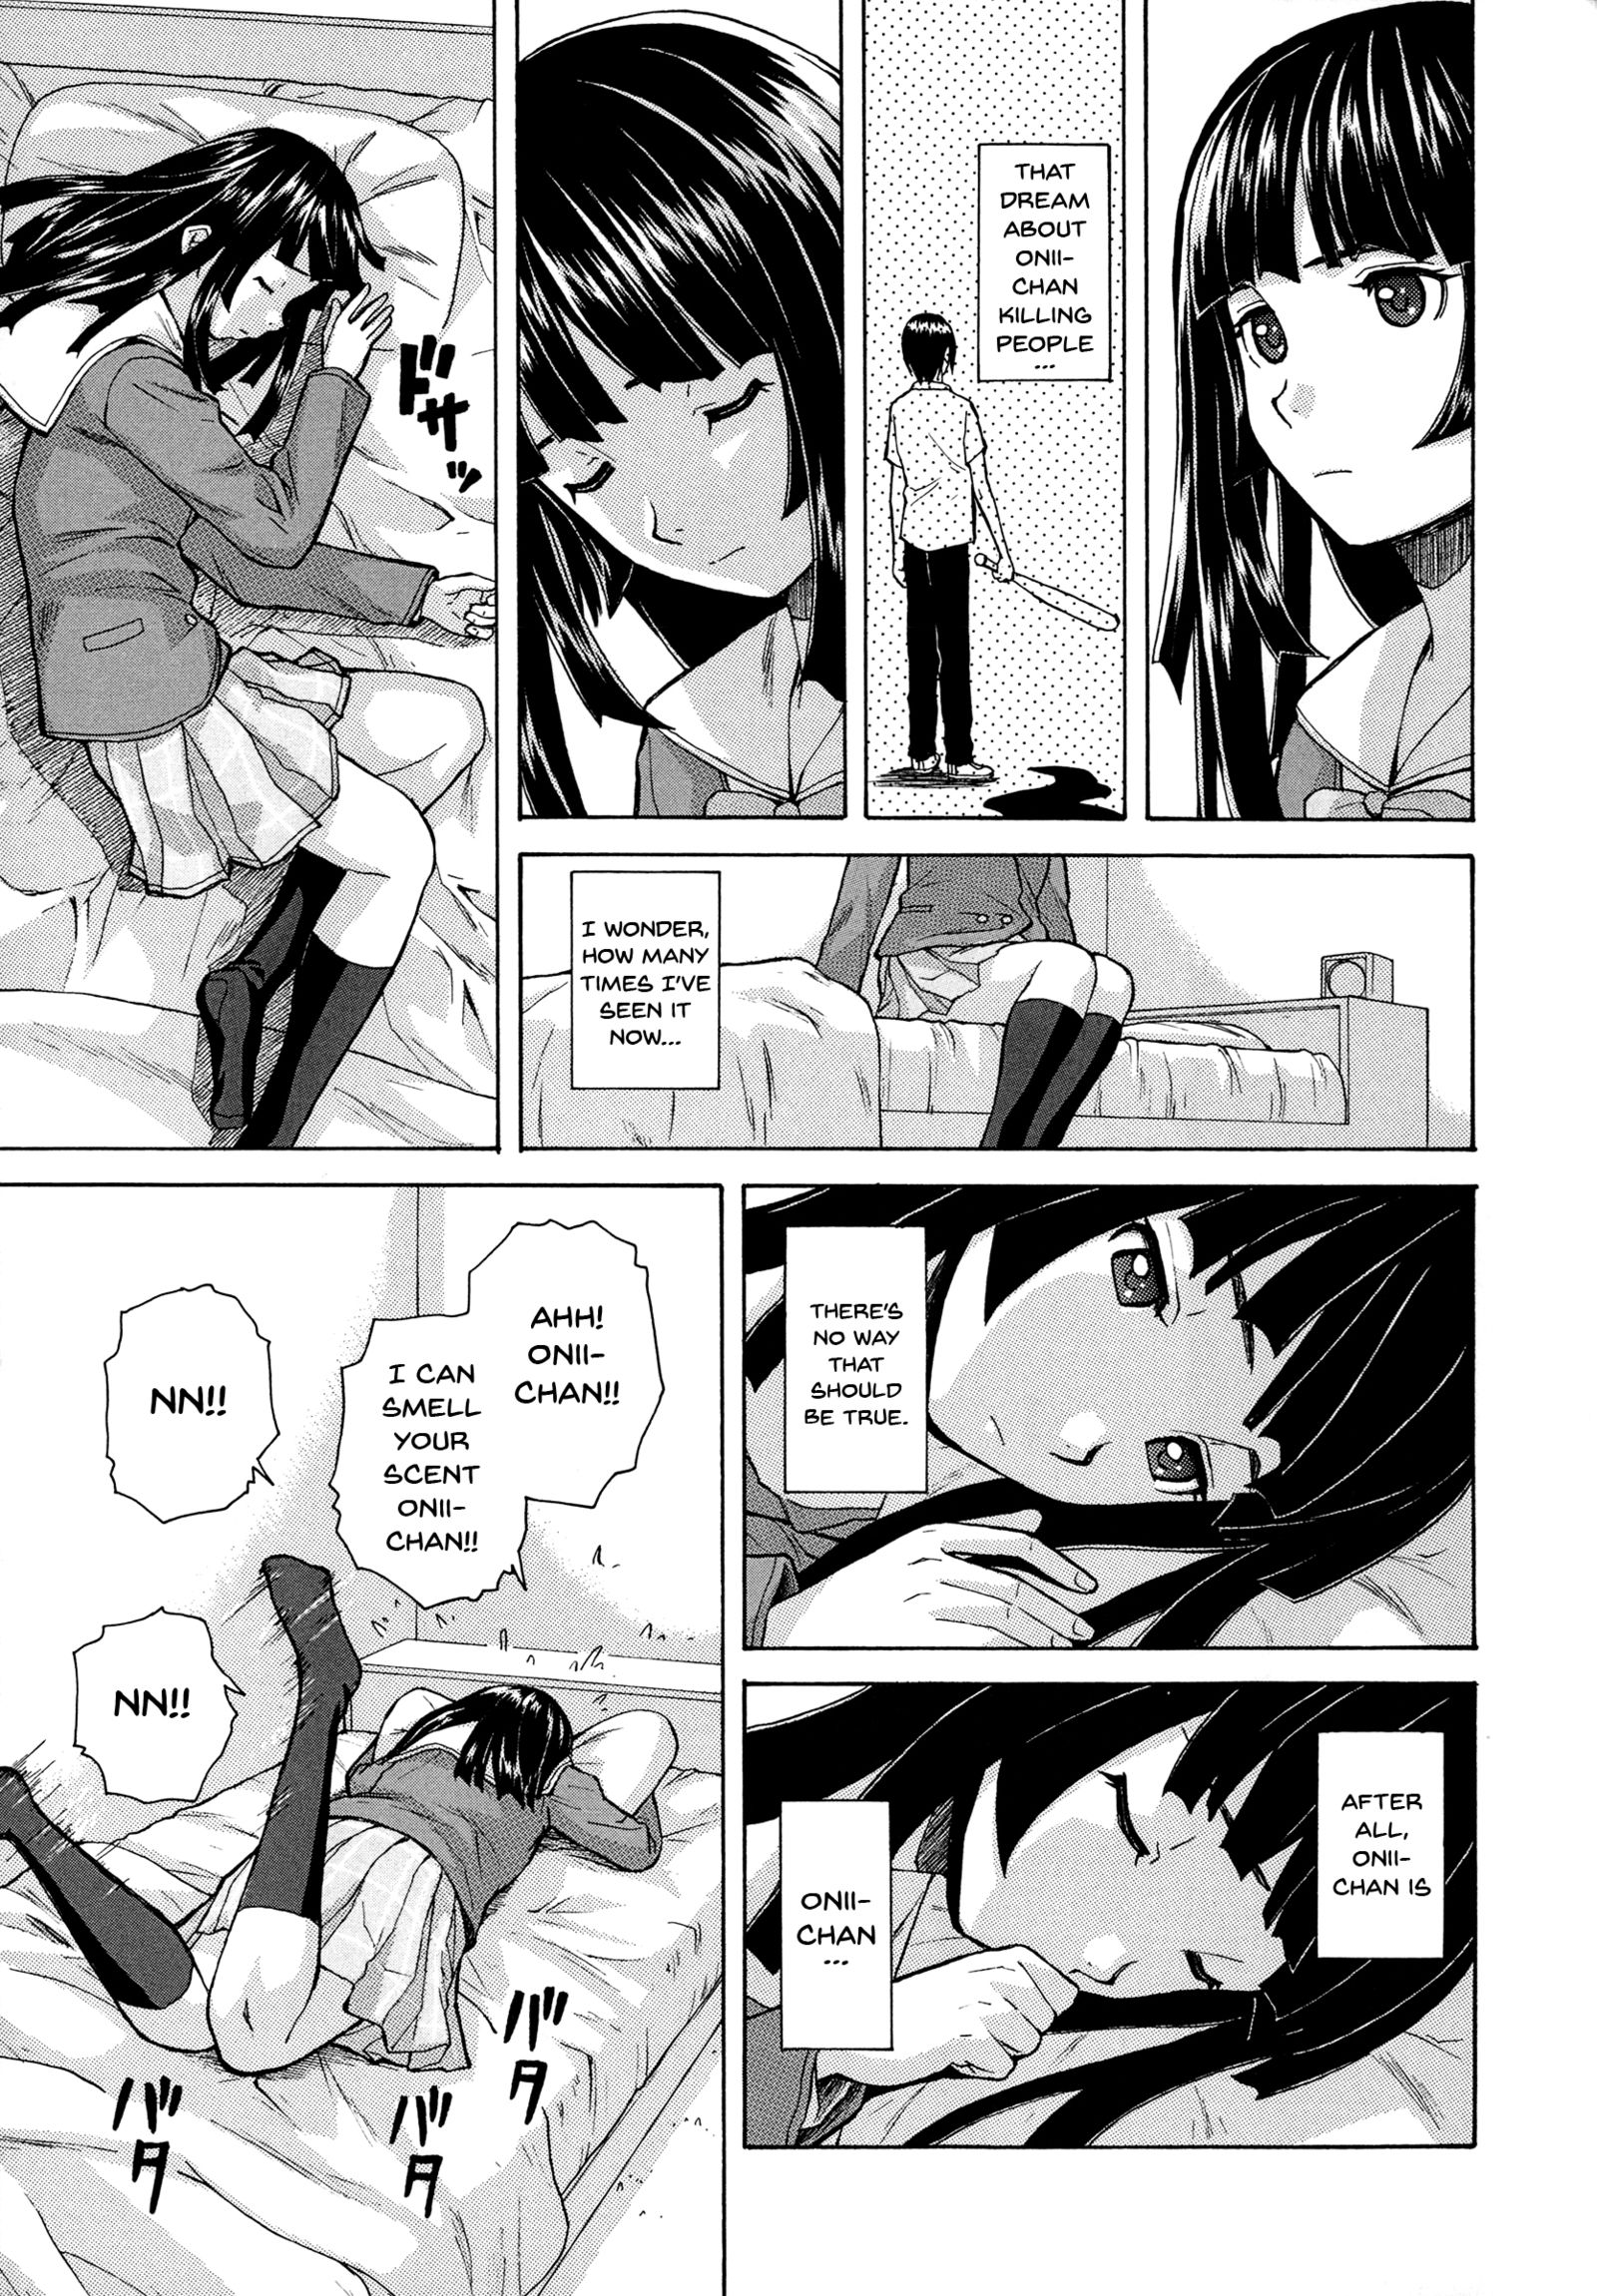 THAT
DREAM
ABOUT
ONII-
CHAN
KILLING
PEOPLE
...
I WONDER,
HOW MANY
TIMES I'VE
SEEN IT
NOW...
ドサッ
THERE'S
NO WAY
THAT
SHOULD
BE TRUE.
AFTER
ALL,
ONII-
CHAN IS
ONII-
CHAN
...
AHH!
ONII-
CHAN!!
I CAN
SMELL
YOUR
SCENT
ONII-
CHAN!!
NN!!
NN!!
バタ
バタ
バタ